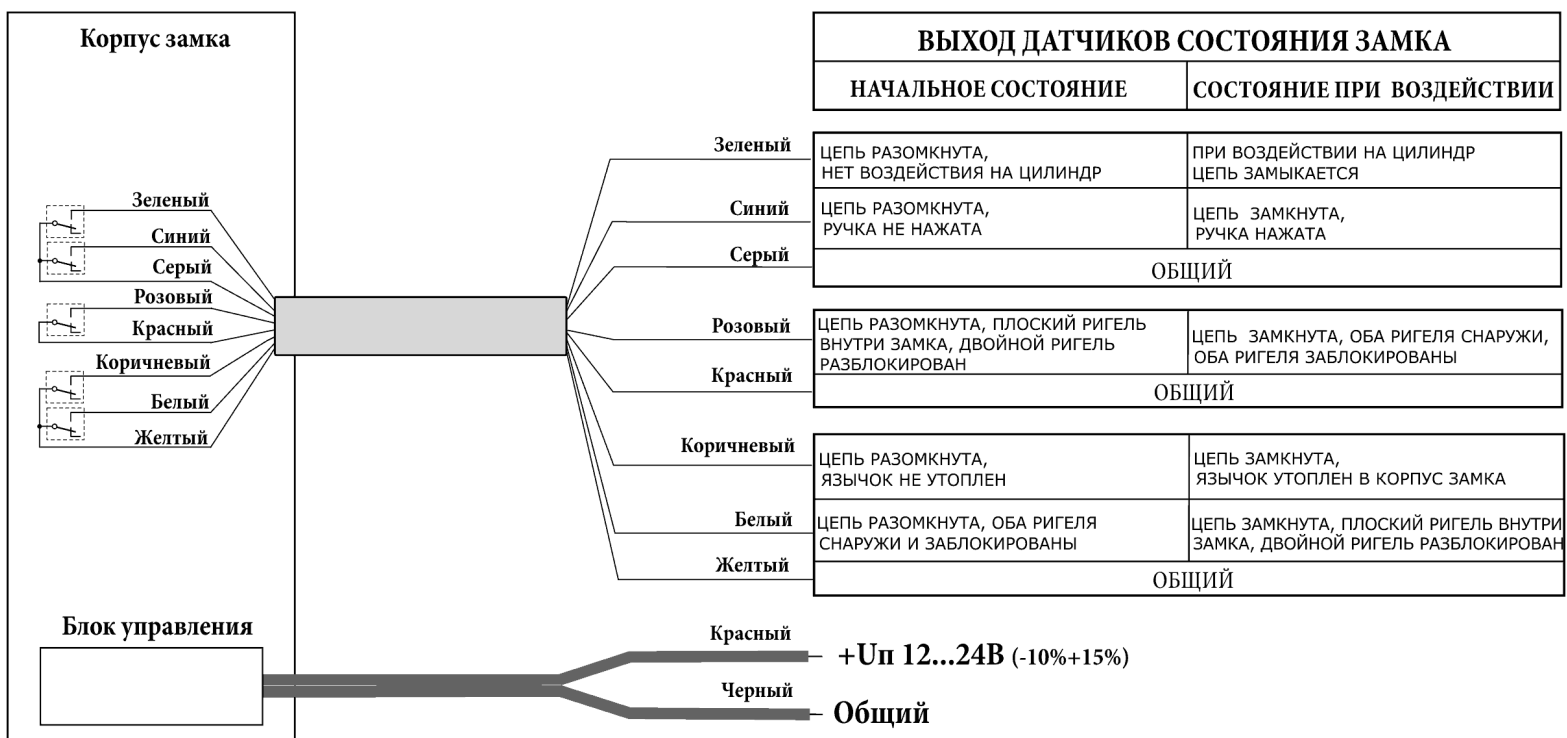 Корпус замка
Зеленый
Синий
Серый
Розовый
Красный
Коричневый
Белый
Желтый
Блок управления
ВЫХОД ДАТЧИКОВ СОСТОЯНИЯ ЗАМКА
НАЧАЛЬНОЕ СОСТОЯНИЕ
СОСТОЯНИЕ ПРИ ВОЗДЕЙСТВИИ
Зеленый
ЦЕПЬ РАЗОМКНУТА,
НЕТ ВОЗДЕЙСТВИЯ НА ЦИЛИНДР
ПРИ ВОЗДЕЙСТВИИ НА ЦИЛИНДР
ЦЕПЬ ЗАМЫКАЕТСЯ
Синий
ЦЕПЬ РАЗОМКНУТА,
РУЧКА НЕ НАЖАТА
ЦЕПЬ ЗАМКНУТА,
РУЧКА НАЖАТА
Серый
ОБЩИЙ
Розовый
ЦЕПЬ РАЗОМКНУТА, ПЛОСКИЙ РИГЕЛЬ
ВНУТРИ ЗАМКА, ДВОЙНОЙ РИГЕЛЬ
РАЗБЛОКИРОВАН
ЦЕПЬ ЗАМКНУТА, ОБА РИГЕЛЯ СНАРУЖИ,
ОБА РИГЕЛЯ ЗАБЛОКИРОВАНЫ
Красный
ОБЩИЙ
Коричневый
ЦЕПЬ РАЗОМКНУТА,
ЯЗЫЧОК НЕ УТОПЛЕН
ЦЕПЬ ЗАМКНУТА,
ЯЗЫЧОК УТОПЛЕН В КОРПУС ЗАМКА
Белый
ЦЕПЬ РАЗОМКНУТА, ОБА РИГЕЛЯ
СНАРУЖИ И ЗАБЛОКИРОВАНЫ
ЦЕПЬ ЗАМКНУТА, ПЛОСКИЙ РИГЕЛЬ ВНУТРИ
ЗАМКА, ДВОЙНОЙ РИГЕЛЬ РАЗБЛОКИРОВАН
Желтый
ОБЩИЙ
Красный
+Uп 12...24В (-10%+15%)
Черный
Общий